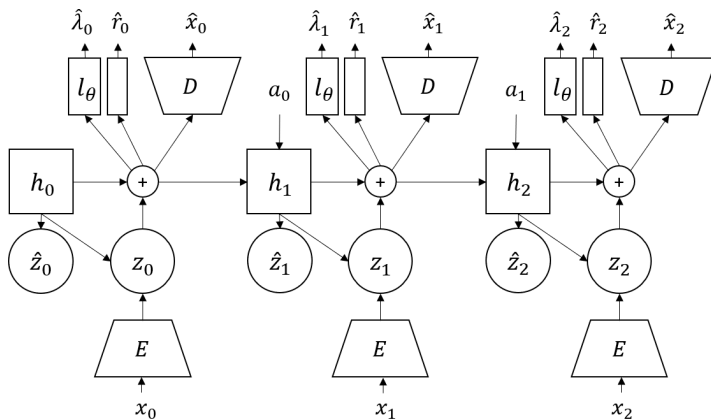 λ̂₀ r̂₀ x̂₀ λ̂₁ r̂₁ x̂₁ λ̂₂ r̂₂ x̂₂
l_θ D a₀ l_θ D a₁ l_θ D
h₀ + h₁ + h₂ +
ẑ₀ z₀ ẑ₁ z₁ ẑ₂ z₂
E E E
x₀ x₁ x₂